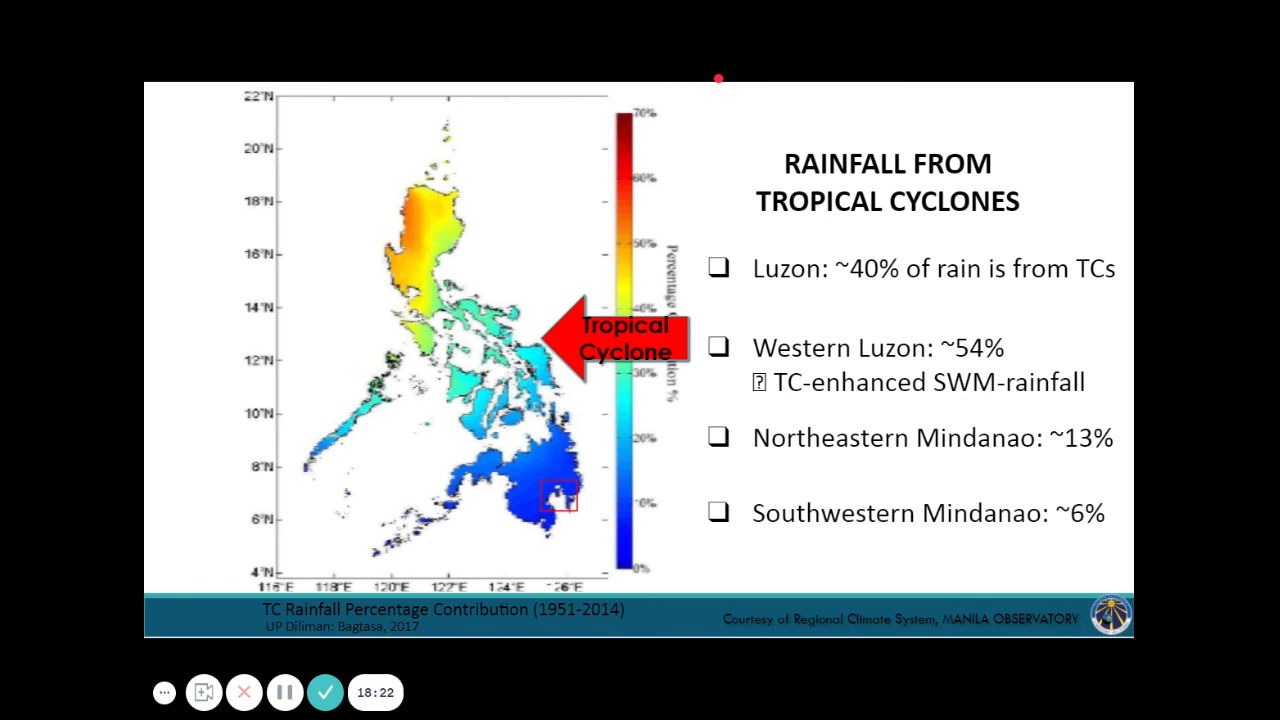 22°N
20°N
18°N
16°N
14°N
12°N
10°N
8°N
6°N
4°N
116°E 118°E 120°E 122°E 124°E 126°E
70%
60%
50%
40%
30%
20%
10%
0%
Percentage
Tropical
Cyclone
RAINFALL FROM
TROPICAL CYCLONES
❑ Luzon: ~40% of rain is from TCs
❑ Western Luzon: ~54%
TC-enhanced SWM-rainfall
❑ Northeastern Mindanao: ~13%
❑ Southwestern Mindanao: ~6%
TC Rainfall Percentage Contribution (1951-2014)
UP Diliman: Bagtasa, 2017
Courtesy of Regional Climate System, MANILA OBSERVATORY
18:22